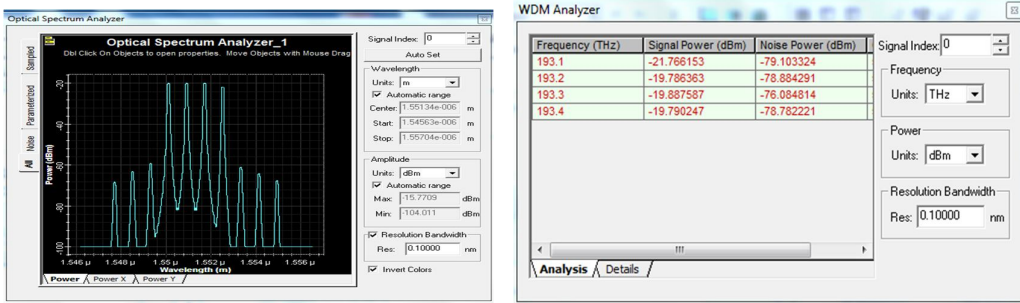 Optical Spectrum Analyzer
Optical Spectrum Analyzer_1
Dbl Click On Objects to open properties. Move Objects with Mouse Drag
Sampled
Parameterized
Noise
All
Power (dBm)
-20
-40
-60
-80
-100
1.546 µ 1.548 µ 1.55 µ 1.552 µ 1.554 µ 1.556 µ
Wavelength (m)
Power Power X Power Y
Signal Index: 0
Auto Set
Wavelength
Units: m
Automatic range
Center: 1.55134e-006 m
Start: 1.54563e-006 m
Stop: 1.55704e-006 m
Amplitude
Units: dBm
Automatic range
Max: -15.7709 dBm
Min: -104.011 dBm
Resolution Bandwidth
Res: 0.10000 nm
Invert Colors
WDM Analyzer
Frequency (THz) Signal Power (dBm) Noise Power (dBm)
193.1 -21.766153 -79.103324
193.2 -19.786363 -78.884291
193.3 -19.887587 -76.084814
193.4 -19.790247 -78.782221
Analysis Details
Signal Index: 0
Frequency
Units: THz
Power
Units: dBm
Resolution Bandwidth
Res: 0.10000 nm